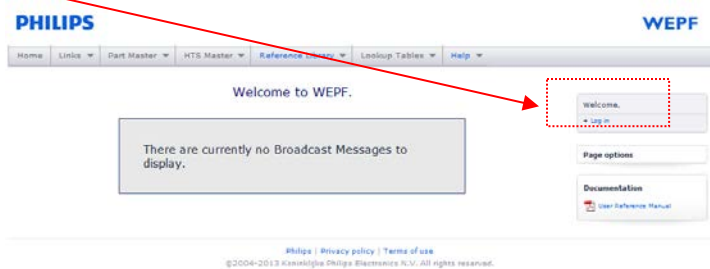 PHILIPS
WEPF
Home Links Part Master HTS Master Reference Library Lookup Tables Help
Welcome to WEPF.
There are currently no Broadcast Messages to
display.
Welcome.
Log in
Page options
Documentation
User Reference Manual
Philips | Privacy policy | Terms of use
©2004-2013 Koninklijke Philips Electronics N.V. All rights reserved.